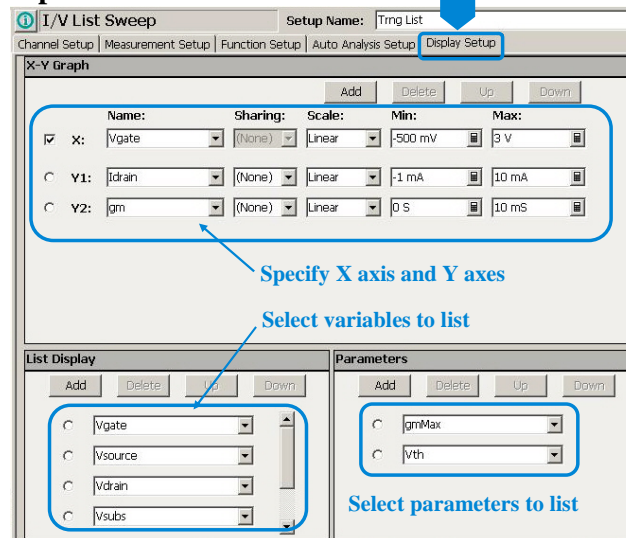 I/V List Sweep Setup Name: Trng List
Channel Setup Measurement Setup Function Setup Auto Analysis Setup Display Setup
X-Y Graph
Add Delete Up Down
Name: Sharing: Scale: Min: Max:
X: Vgate (None) Linear -500 mV 3 V
Y1: Idrain (None) Linear -1 mA 10 mA
Y2: gm (None) Linear 0 S 10 mS
Specify X axis and Y axes
Select variables to list
List Display Parameters
Add Delete Up Down Add Delete Up Down
Vgate gmMax
Vsource Vth
Vdrain
Vsubs
Select parameters to list